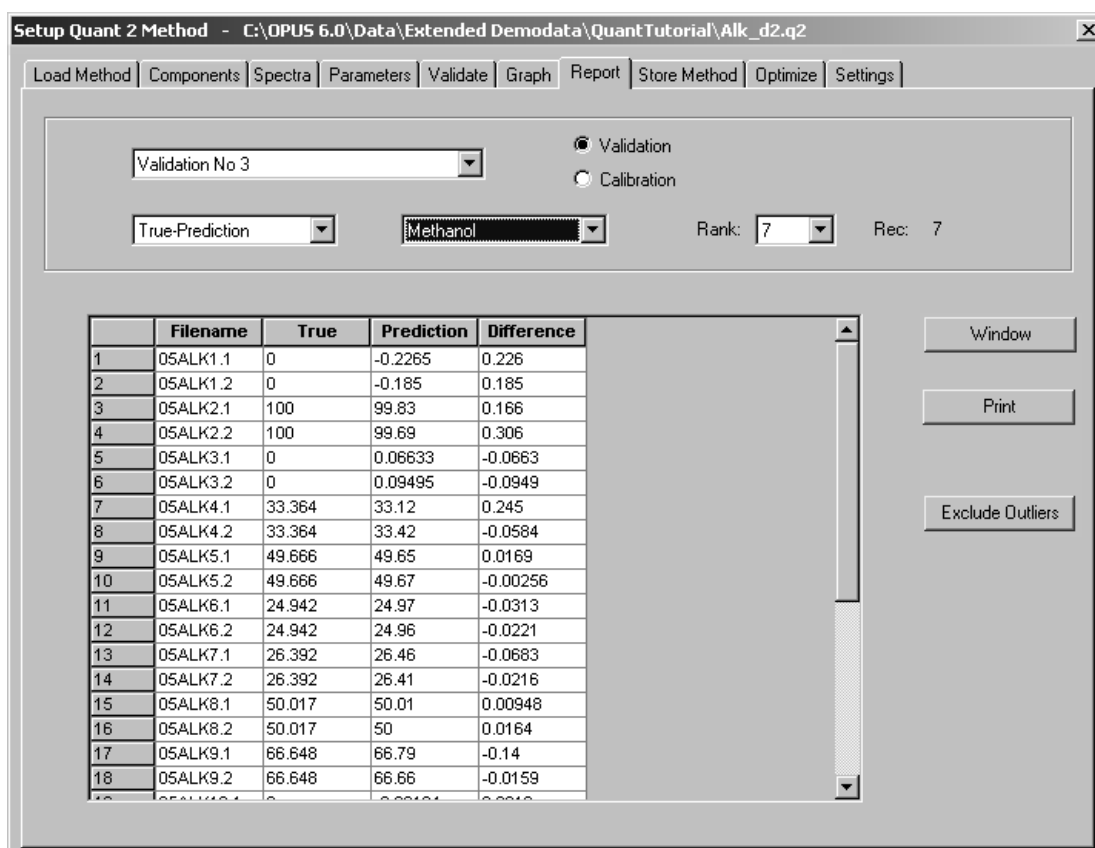 Setup Quant 2 Method - C:\OPUS 6.0\Data\Extended Demodata\QuantTutorial\Alk_d2.q2
Load Method Components Spectra Parameters Validate Graph Report Store Method Optimize Settings
Validation No 3
Validation
Calibration
True-Prediction Methanol Rank: 7 Rec: 7
Filename True Prediction Difference
1 05ALK1.1 0 -0.2265 0.226
2 05ALK1.2 0 -0.185 0.185
3 05ALK2.1 100 99.83 0.166
4 05ALK2.2 100 99.69 0.306
5 05ALK3.1 0 0.06633 -0.0663
6 05ALK3.2 0 0.09495 -0.0949
7 05ALK4.1 33.364 33.12 0.245
8 05ALK4.2 33.364 33.42 -0.0584
9 05ALK5.1 49.666 49.65 0.0169
10 05ALK5.2 49.666 49.67 -0.00256
11 05ALK6.1 24.942 24.97 -0.0313
12 05ALK6.2 24.942 24.96 -0.0221
13 05ALK7.1 26.392 26.46 -0.0683
14 05ALK7.2 26.392 26.41 -0.0216
15 05ALK8.1 50.017 50.01 0.00948
16 05ALK8.2 50.017 50 0.0164
17 05ALK9.1 66.648 66.79 -0.14
18 05ALK9.2 66.648 66.66 -0.0159
Window
Print
Exclude Outliers